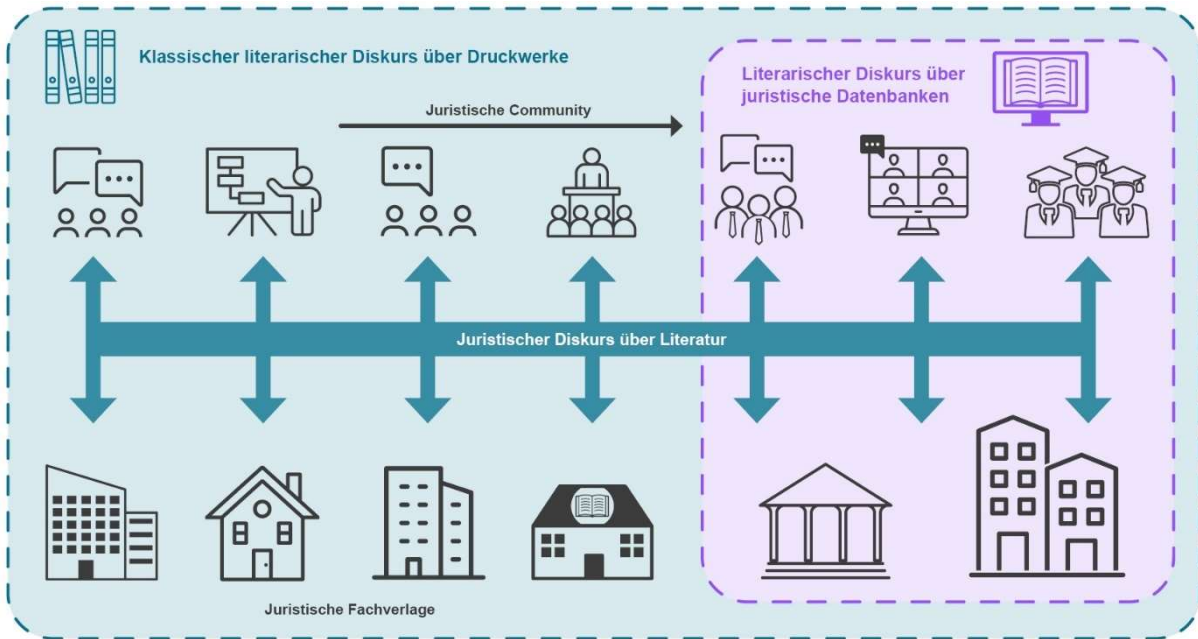 Klassischer literarischer Diskurs über Druckwerke
Literarischer Diskurs über
juristische Datenbanken
Juristische Community
Juristischer Diskurs über Literatur
Juristische Fachverlage